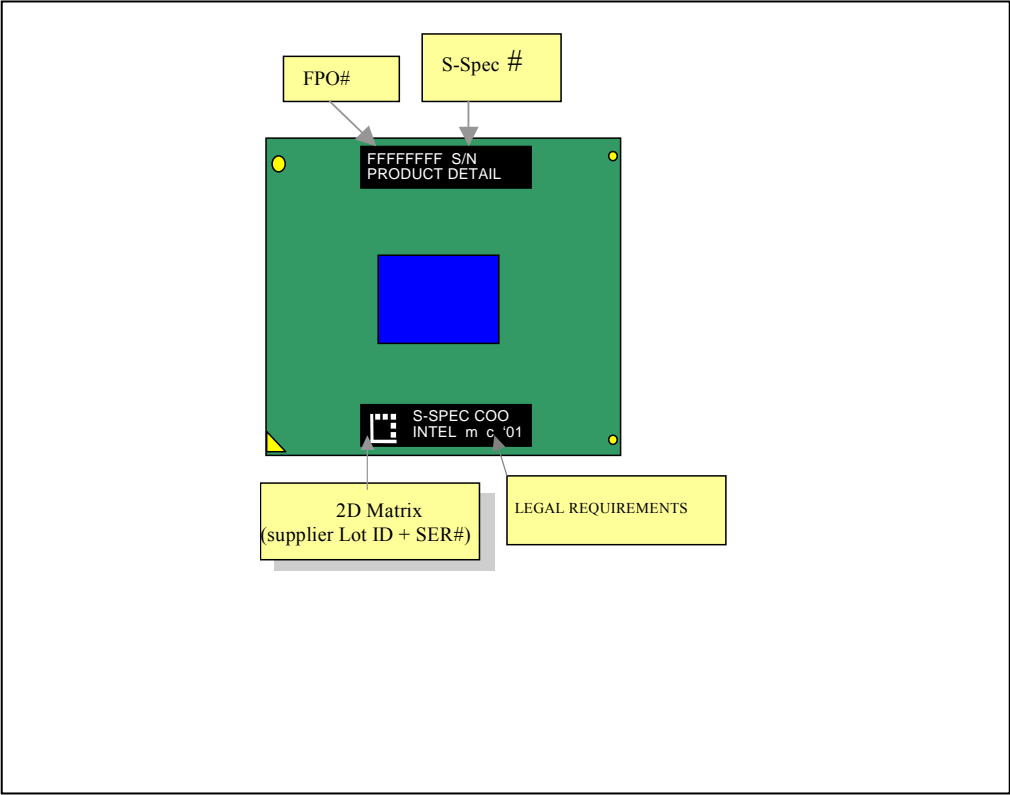 S-Spec #
FPO#
FFFFFFFF S/N
PRODUCT DETAIL
S-SPEC COO
INTEL m c '01
2D Matrix
(supplier Lot ID + SER#)
LEGAL REQUIREMENTS